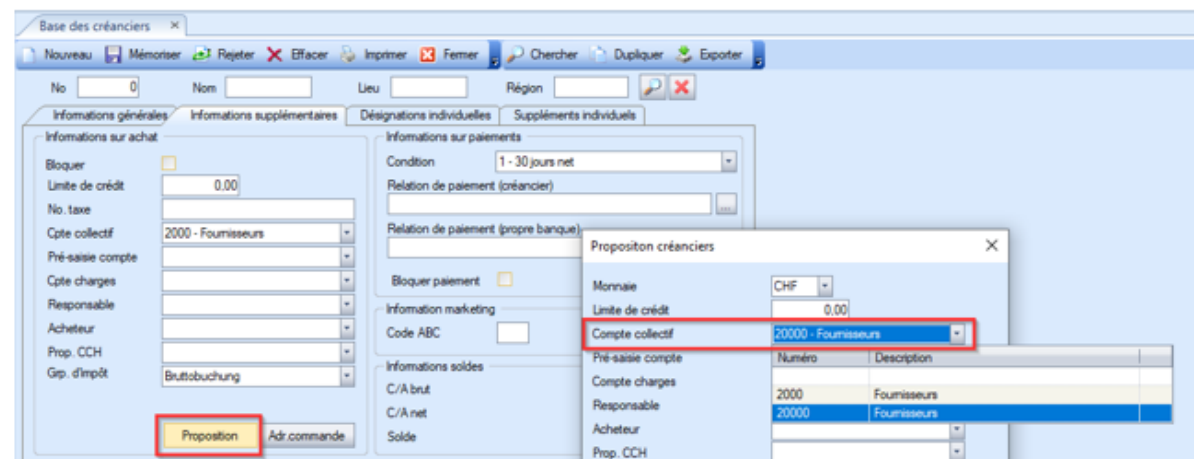 Base des créanciers
Nouveau Mémoriser Rejeter Effacer Imprimer Fermer Chercher Dupliquer Exporter
No 0 Nom Lieu Région
Informations générales Informations supplémentaires Désignations individuelles Suppléments individuels
Informations sur achat
Bloquer
Limite de crédit 0.00
No. taxe
Cpte collectif 2000 - Fournisseurs
Pré-saisie compte
Cpte charges
Responsable
Acheteur
Prop. CCH
Grp. d'impôt Bruttobuchung
Proposition Adr.commande
Informations sur paiements
Condition 1 - 30 jours net
Relation de paiement (créancier)
...
Relation de paiement (propre banque)
Bloquer paiement
Information marketing
Code ABC
Informations soldes
C/A brut
C/A net
Solde
Propositon créanciers
Monnaie CHF
Limite de crédit 0.00
Compte collectif 20000 - Fournisseurs
Pré-saisie compte
Compte charges
Responsable
Acheteur
Prop. CCH
Numéro Description
2000 Fournisseurs
20000 Fournisseurs